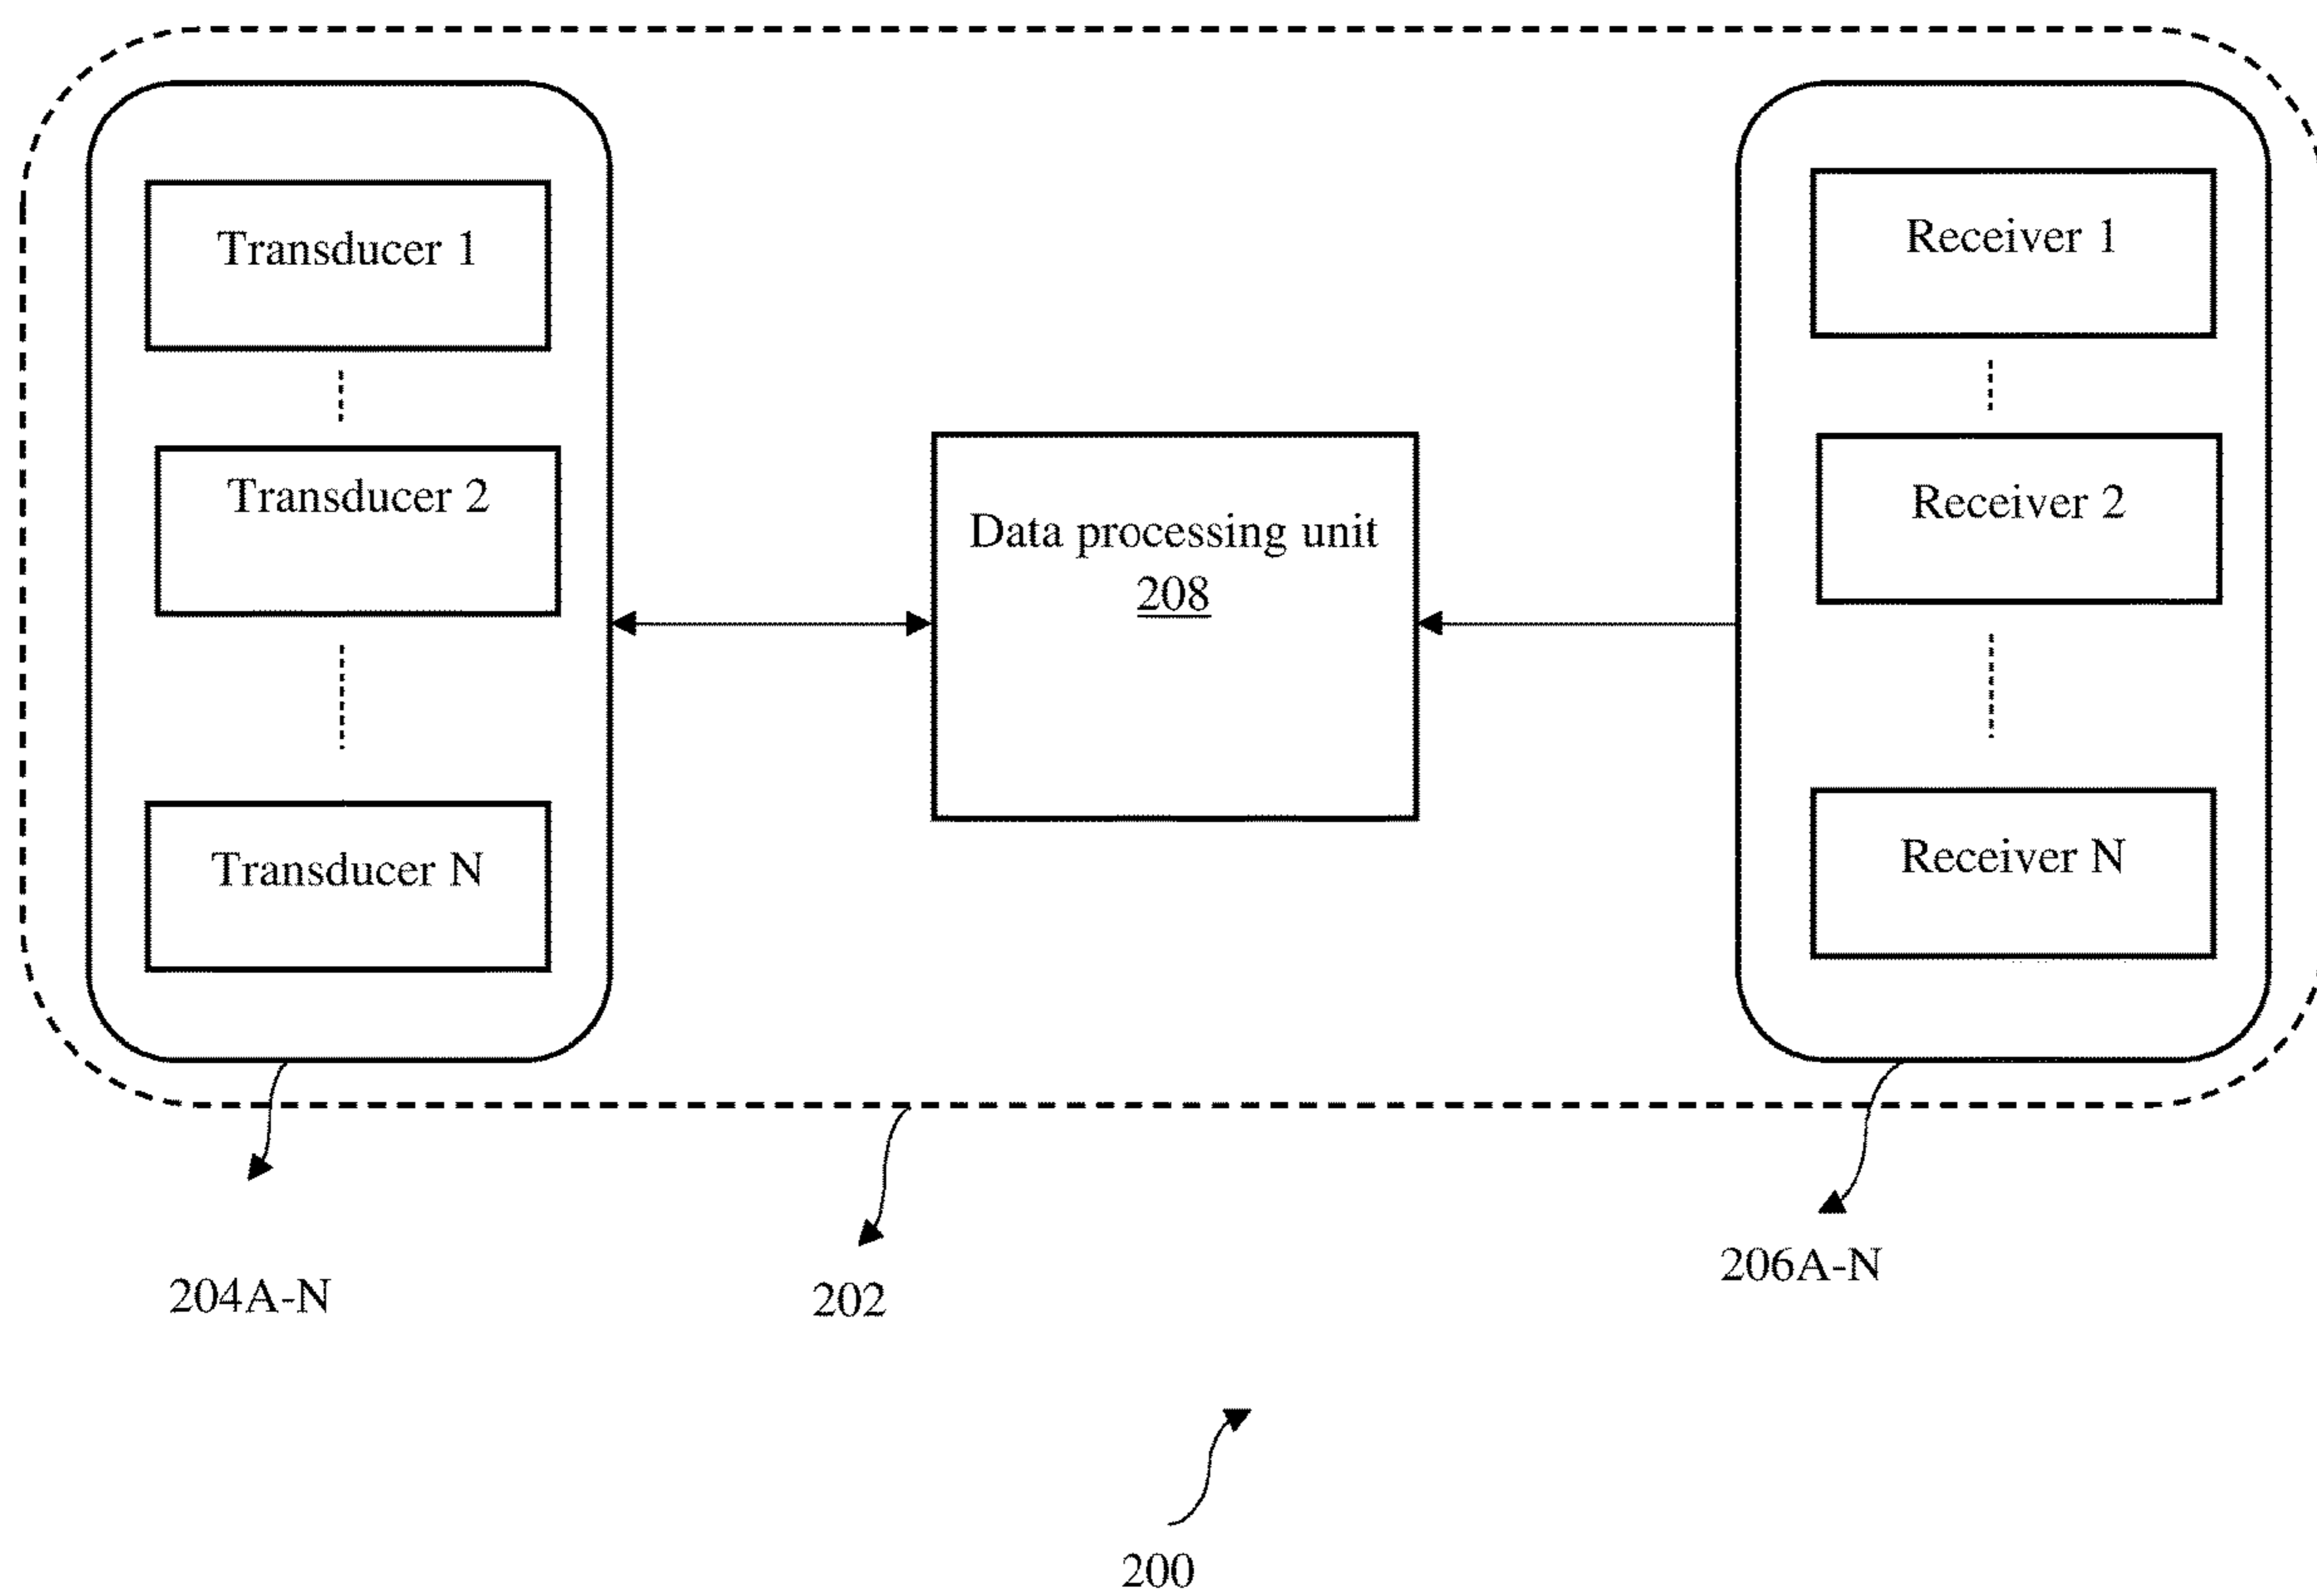 Transducer 1
Transducer 2
Transducer N
Data processing unit
208
Receiver 1
Receiver 2
Receiver N
204A-N
202
206A-N
200